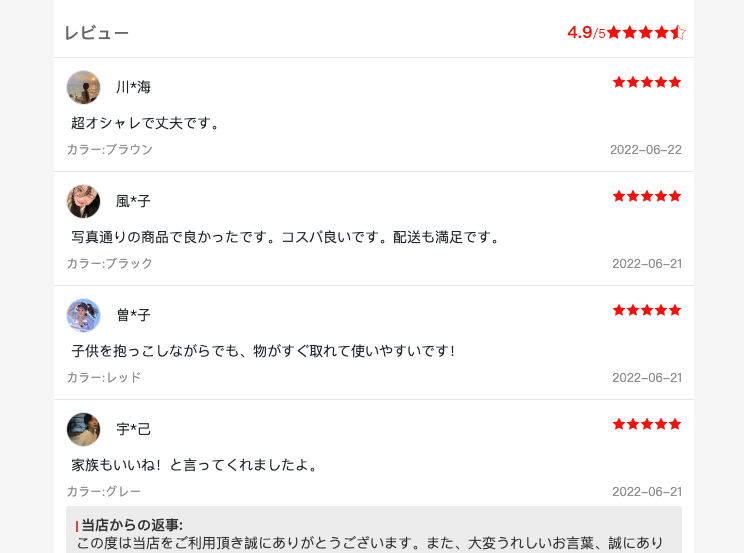 レビュー
4.9/5
川*海
超オシャレで丈夫です。
カラー:ブラウン
2022-06-22
風*子
写真通りの商品で良かったです。コスパ良いです。配送も満足です。
カラー:ブラック
2022-06-21
曽*子
子供を抱っこしながらでも、物がすぐ取れて使いやすいです！
カラー:レッド
2022-06-21
宇*己
家族もいいね！と言ってくれましたよ。
カラー:グレー
2022-06-21
当店からの返事:
この度は当店をご利用頂き誠にありがとうございます。また、大変うれしいお言葉、誠にあり